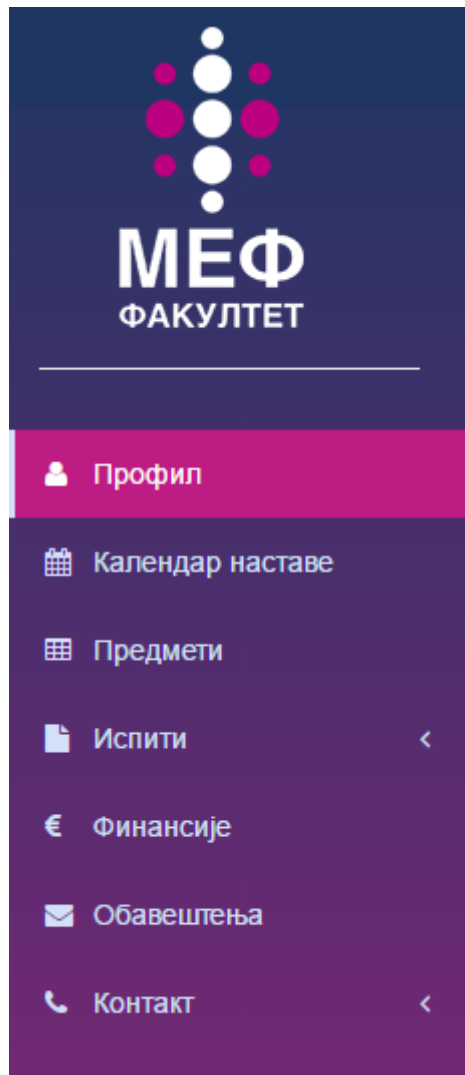 МЕФ
ФАКУЛТЕТ
Профил
Календар наставе
Предмети
Испити
Финансије
Обавештења
Контакт